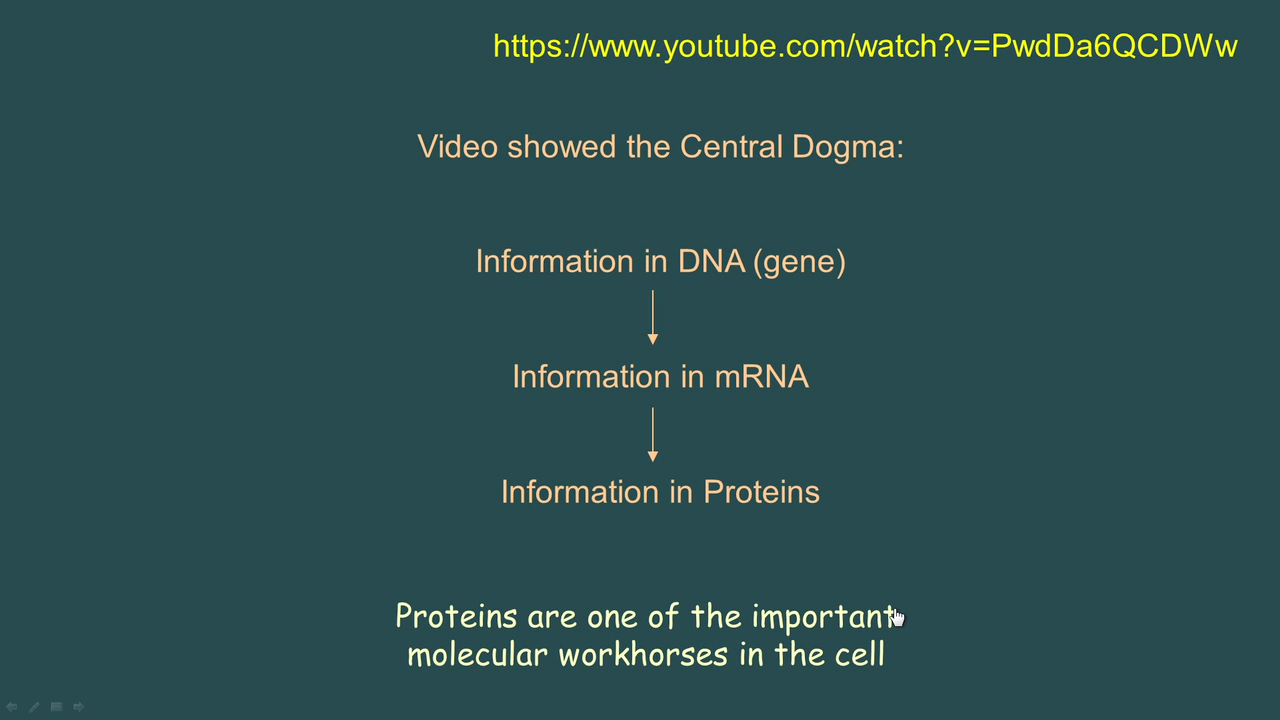 https://www.youtube.com/watch?v=PwdDa6QCDWw
Video showed the Central Dogma:
Information in DNA (gene)
Information in mRNA
Information in Proteins
Proteins are one of the important
molecular workhorses in the cell